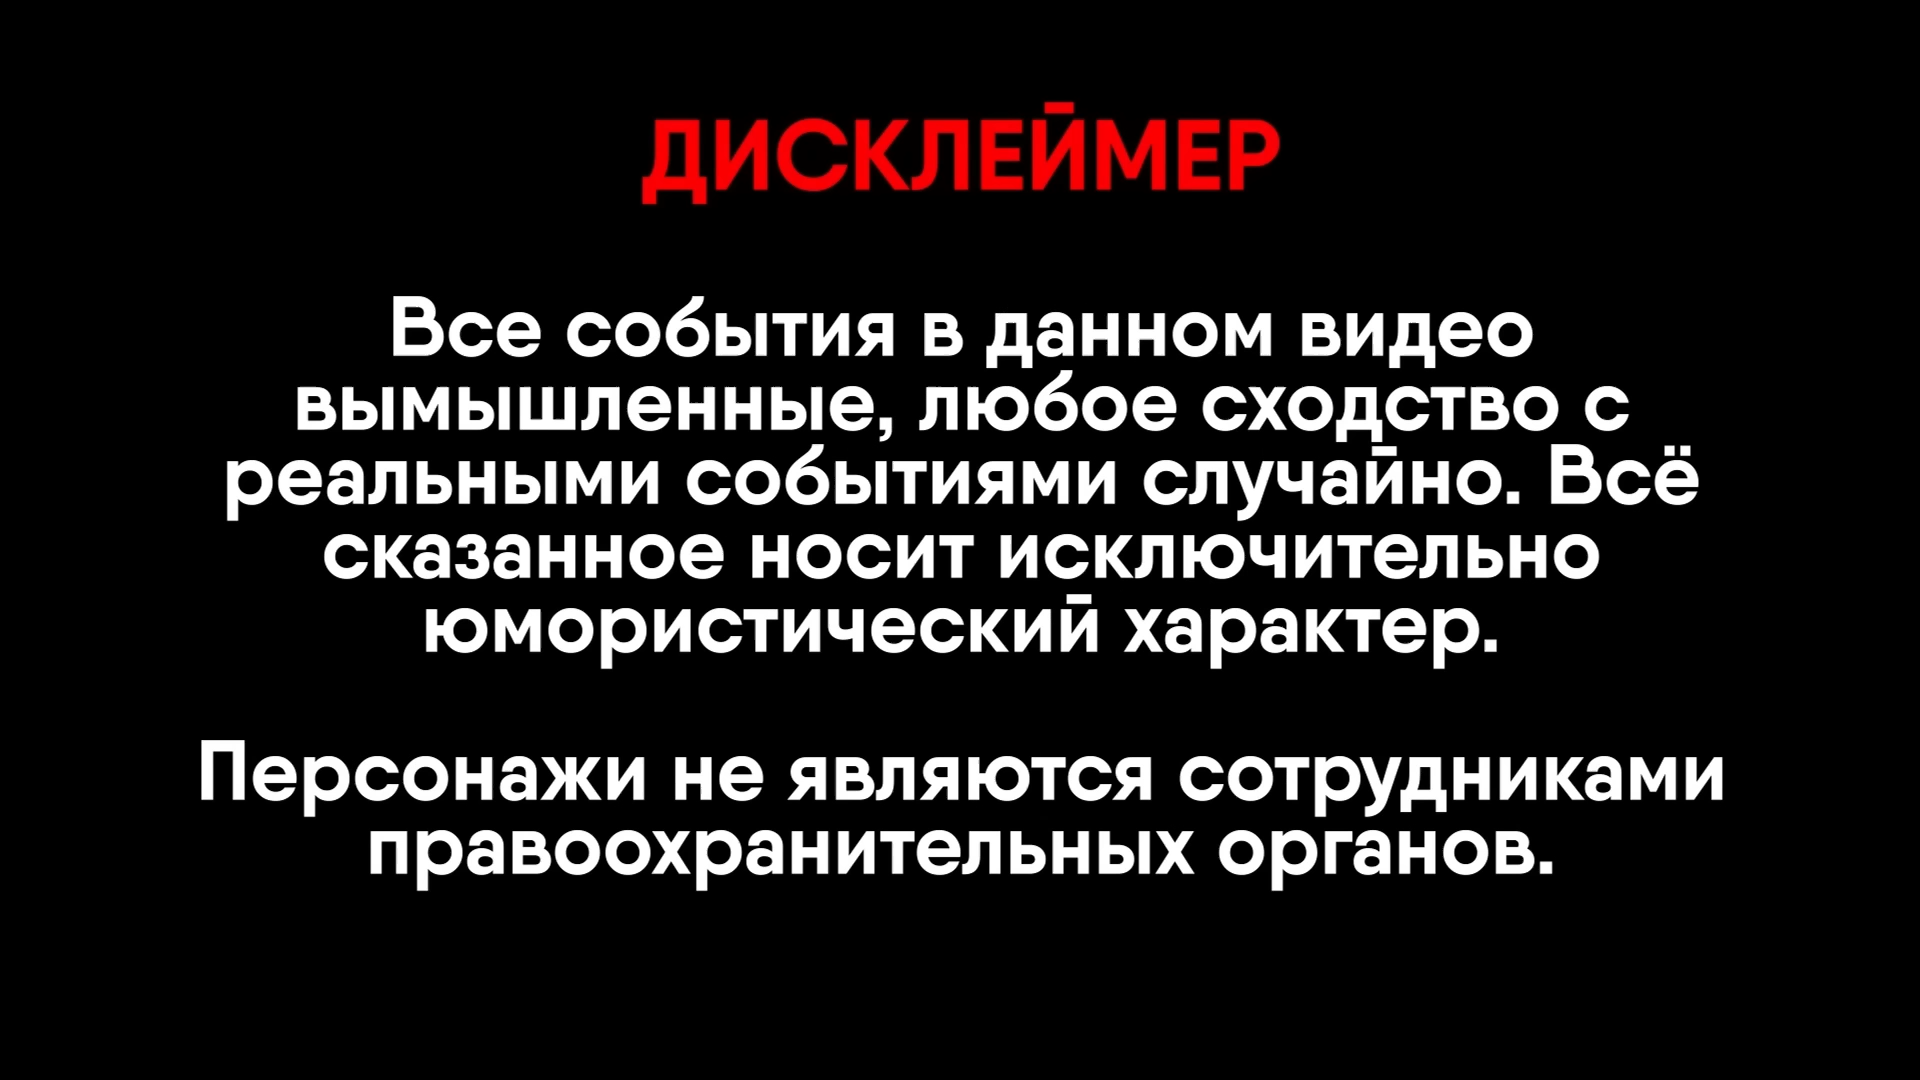 ДИСКЛЕЙМЕР
Все события в данном видео
вымышленные, любое сходство с
реальными событиями случайно. Всё
сказанное носит исключительно
юмористический характер.
Персонажи не являются сотрудниками
правоохранительных органов.